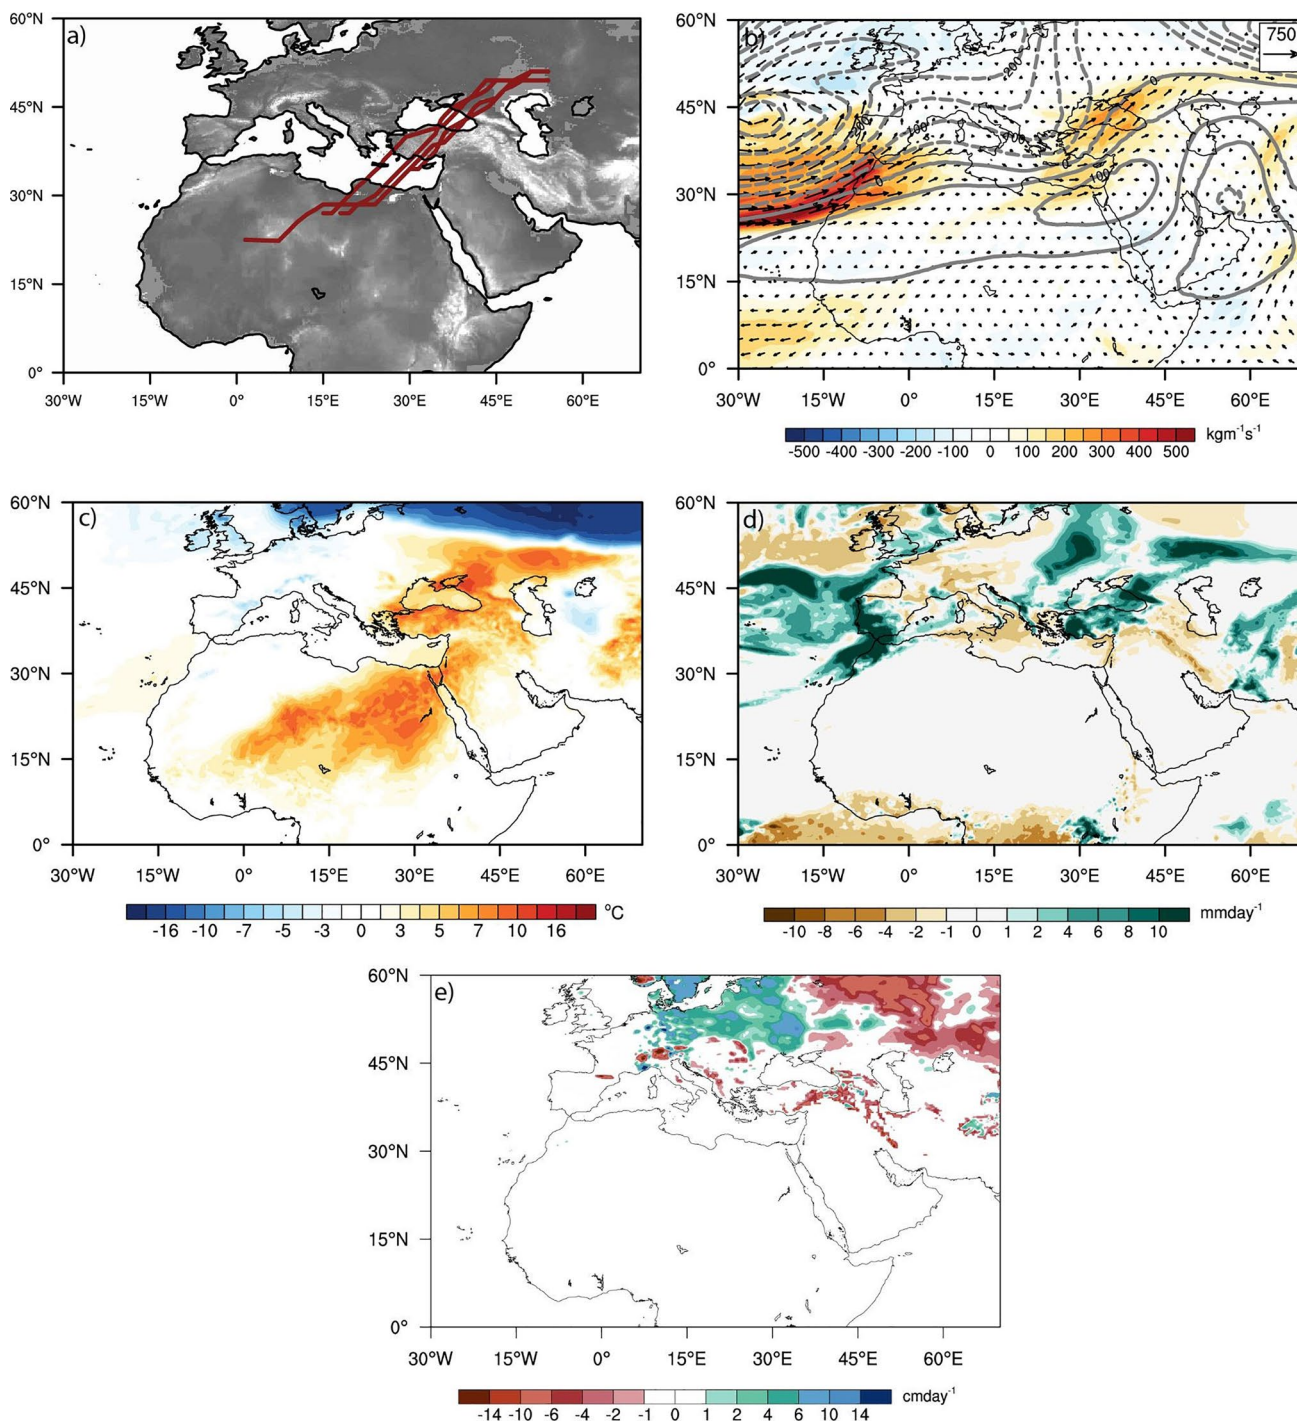 a)
60°N
45°N
30°N
15°N
0°
30°W 15°W 0° 15°E 30°E 45°E 60°E
b)
750
60°N
45°N
30°N
15°N
0°
-200
-200
-100
-100
0
0
0
100
30°W 15°W 0° 15°E 30°E 45°E 60°E
-500 -400 -300 -200 -100 0 100 200 300 400 500 kgm⁻¹s⁻¹
c)
60°N
45°N
30°N
15°N
0°
30°W 15°W 0° 15°E 30°E 45°E 60°E
-16 -10 -7 -5 -3 0 3 5 7 10 16 °C
d)
60°N
45°N
30°N
15°N
0°
30°W 15°W 0° 15°E 30°E 45°E 60°E
-10 -8 -6 -4 -2 -1 0 1 2 4 6 8 10 mmday⁻¹
e)
60°N
45°N
30°N
15°N
0°
30°W 15°W 0° 15°E 30°E 45°E 60°E
-14 -10 -6 -4 -2 -1 0 1 2 4 6 10 14 cmday⁻¹